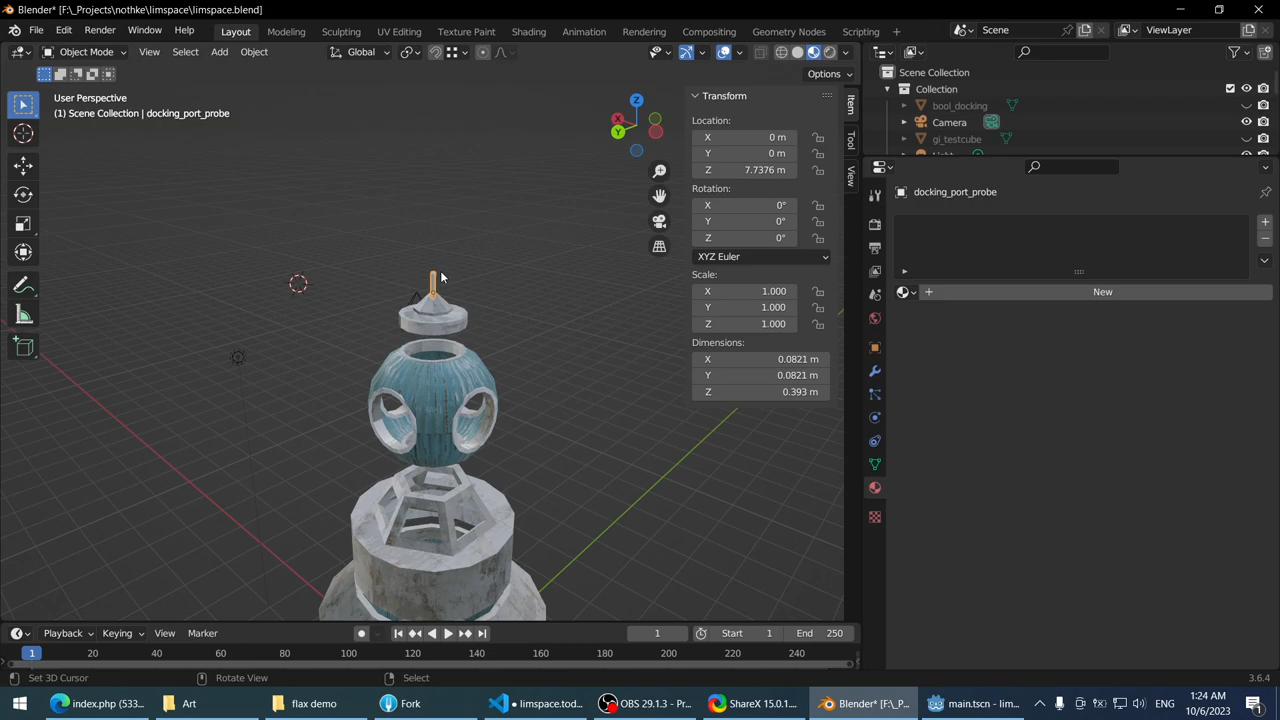 Blender* [F:\_Projects\nothke\limspace\limspace.blend]
File Edit Render Window Help Layout Modeling Sculpting UV Editing Texture Paint Shading Animation Rendering Compositing Geometry Nodes Scripting + Scene ViewLayer
Object Mode View Select Add Object Global
Options
User Perspective
(1) Scene Collection | docking_port_probe
Z
X
Y
Transform
Location:
X 0 m
Y 0 m
Z 7.7376 m
Rotation:
X 0°
Y 0°
Z 0°
XYZ Euler
Scale:
X 1.000
Y 1.000
Z 1.000
Dimensions:
X 0.0821 m
Y 0.0821 m
Z 0.393 m
Item
Tool
View
Scene Collection
Collection
bool_docking
Camera
gi_testcube
docking_port_probe
+ New
Playback Keying View Marker 1 Start 1 End 250
1 20 40 60 80 100 120 140 160 180 200 220 240
Set 3D Cursor Rotate View Select 3.6.4
index.php (533... Art flax demo Fork • limspace.tod... OBS 29.1.3 - Pr... ShareX 15.0.1... Blender* [F:\_P... main.tscn - lim... ENG 1:24 AM
10/6/2023